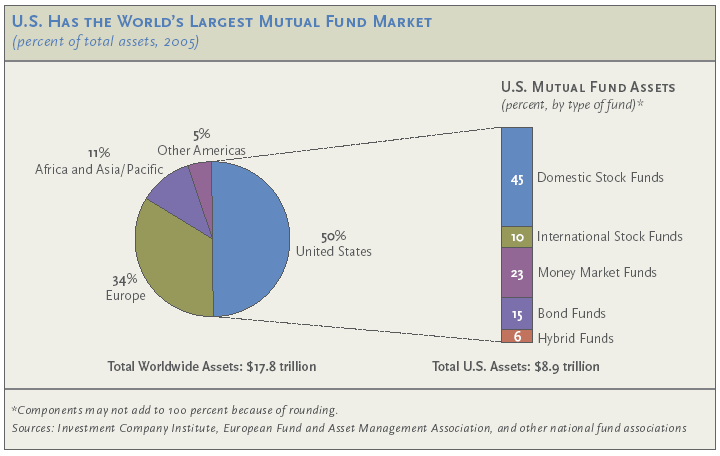 U.S. Has the World's Largest Mutual Fund Market
(percent of total assets, 2005)
U.S. Mutual Fund Assets
(percent, by type of fund)*
5%
Other Americas
11%
Africa and Asia/Pacific
50%
United States
34%
Europe
45 Domestic Stock Funds
10 International Stock Funds
23 Money Market Funds
15 Bond Funds
6 Hybrid Funds
Total Worldwide Assets: $17.8 trillion
Total U.S. Assets: $8.9 trillion
*Components may not add to 100 percent because of rounding.
Sources: Investment Company Institute, European Fund and Asset Management Association, and other national fund associations